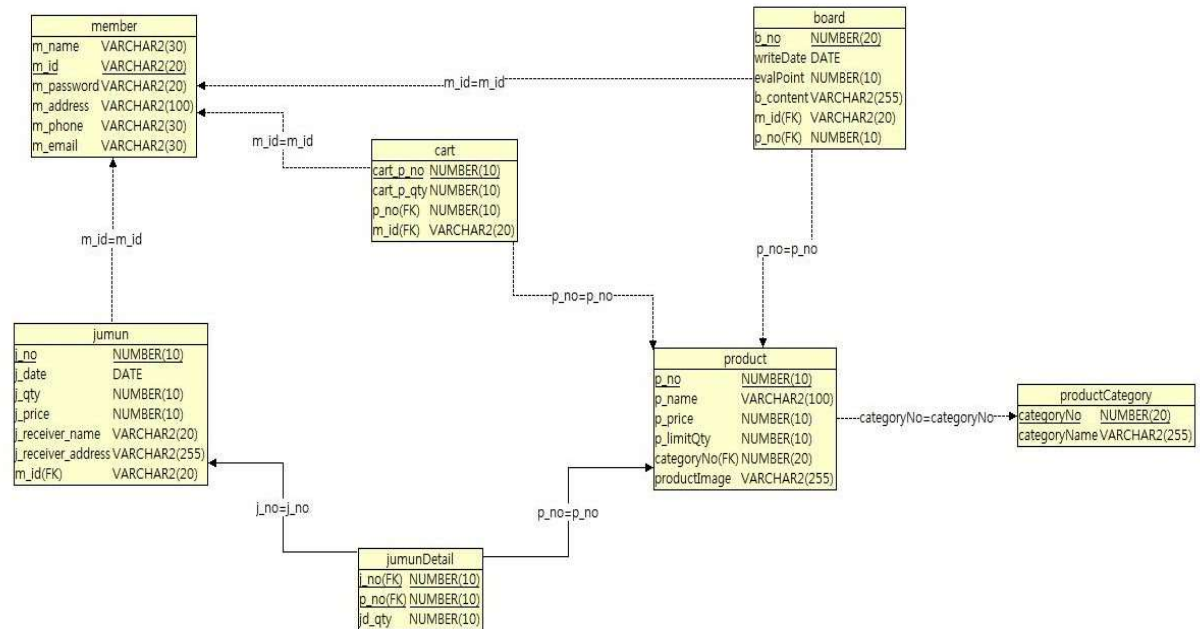 member
m_name VARCHAR2(30)
m_id VARCHAR2(20)
m_password VARCHAR2(20)
m_address VARCHAR2(100)
m_phone VARCHAR2(30)
m_email VARCHAR2(30)
board
b_no NUMBER(20)
writeDate DATE
evalPoint NUMBER(10)
b_content VARCHAR2(255)
m_id(FK) VARCHAR2(20)
p_no(FK) NUMBER(10)
m_id=m_id
m_id=m_id
cart
cart_p_no NUMBER(10)
cart_p_qty NUMBER(10)
p_no(FK) NUMBER(10)
m_id(FK) VARCHAR2(20)
m_id=m_id
p_no=p_no
p_no=p_no
jumun
j_no NUMBER(10)
j_date DATE
j_qty NUMBER(10)
j_price NUMBER(10)
j_receiver_name VARCHAR2(20)
j_receiver_address VARCHAR2(255)
m_id(FK) VARCHAR2(20)
product
p_no NUMBER(10)
p_name VARCHAR2(100)
p_price NUMBER(10)
p_limitQty NUMBER(10)
categoryNo(FK) NUMBER(20)
productImage VARCHAR2(255)
categoryNo=categoryNo
productCategory
categoryNo NUMBER(20)
categoryName VARCHAR2(255)
j_no=j_no
p_no=p_no
jumunDetail
j_no(FK) NUMBER(10)
p_no(FK) NUMBER(10)
jd_qty NUMBER(10)